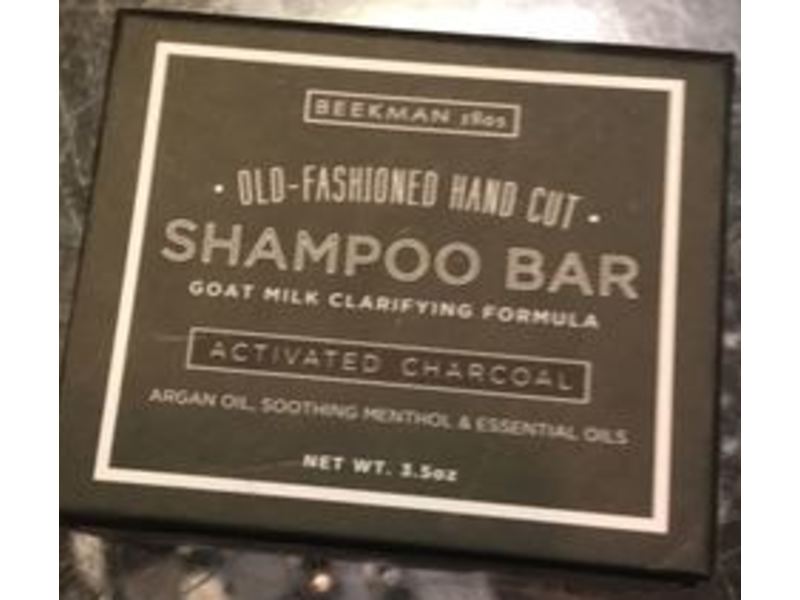 BEEKMAN 1802
• OLD-FASHIONED HAND CUT •
SHAMPOO BAR
GOAT MILK CLARIFYING FORMULA
ACTIVATED CHARCOAL
ARGAN OIL, SOOTHING MENTHOL & ESSENTIAL OILS
NET WT. 3.5oz